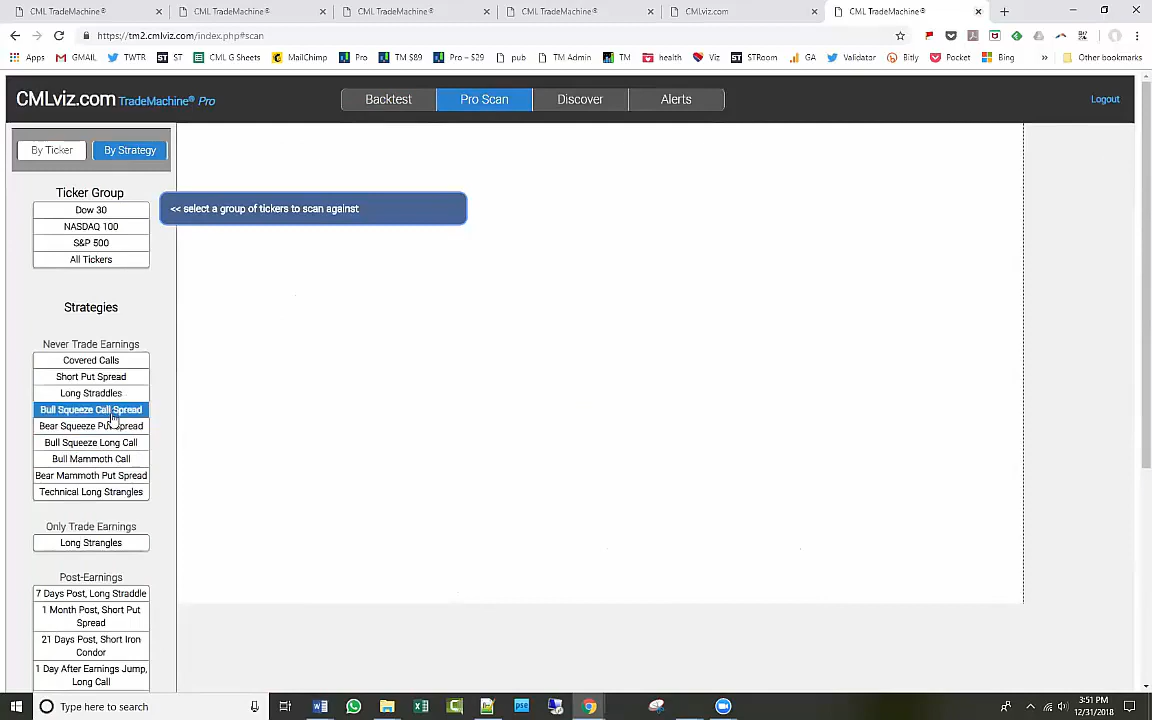 CML TradeMachine®
CML TradeMachine®
CML TradeMachine®
CML TradeMachine®
CMLviz.com
CML TradeMachine®
https://tm2.cmlviz.com/index.php#scan
Apps
GMAIL
TWTR
ST
CML G Sheets
MailChimp
Pro
TM $89
Pro - $29
pub
TM Admin
TM
health
Viz
STRoom
GA
Validator
Bitly
Pocket
Bing
»
Other bookmarks
CMLviz.com TradeMachine® Pro
Backtest
Pro Scan
Discover
Alerts
Logout
By Ticker
By Strategy
Ticker Group
<< select a group of tickers to scan against
Dow 30
NASDAQ 100
S&P 500
All Tickers
Strategies
Never Trade Earnings
Covered Calls
Short Put Spread
Long Straddles
Bull Squeeze Call Spread
Bear Squeeze Put Spread
Bull Squeeze Long Call
Bull Mammoth Call
Bear Mammoth Put Spread
Technical Long Strangles
Only Trade Earnings
Long Strangles
Post-Earnings
7 Days Post, Long Straddle
1 Month Post, Short Put
Spread
21 Days Post, Short Iron
Condor
1 Day After Earnings Jump,
Long Call
Type here to search
pse
3:51 PM
12/31/2018